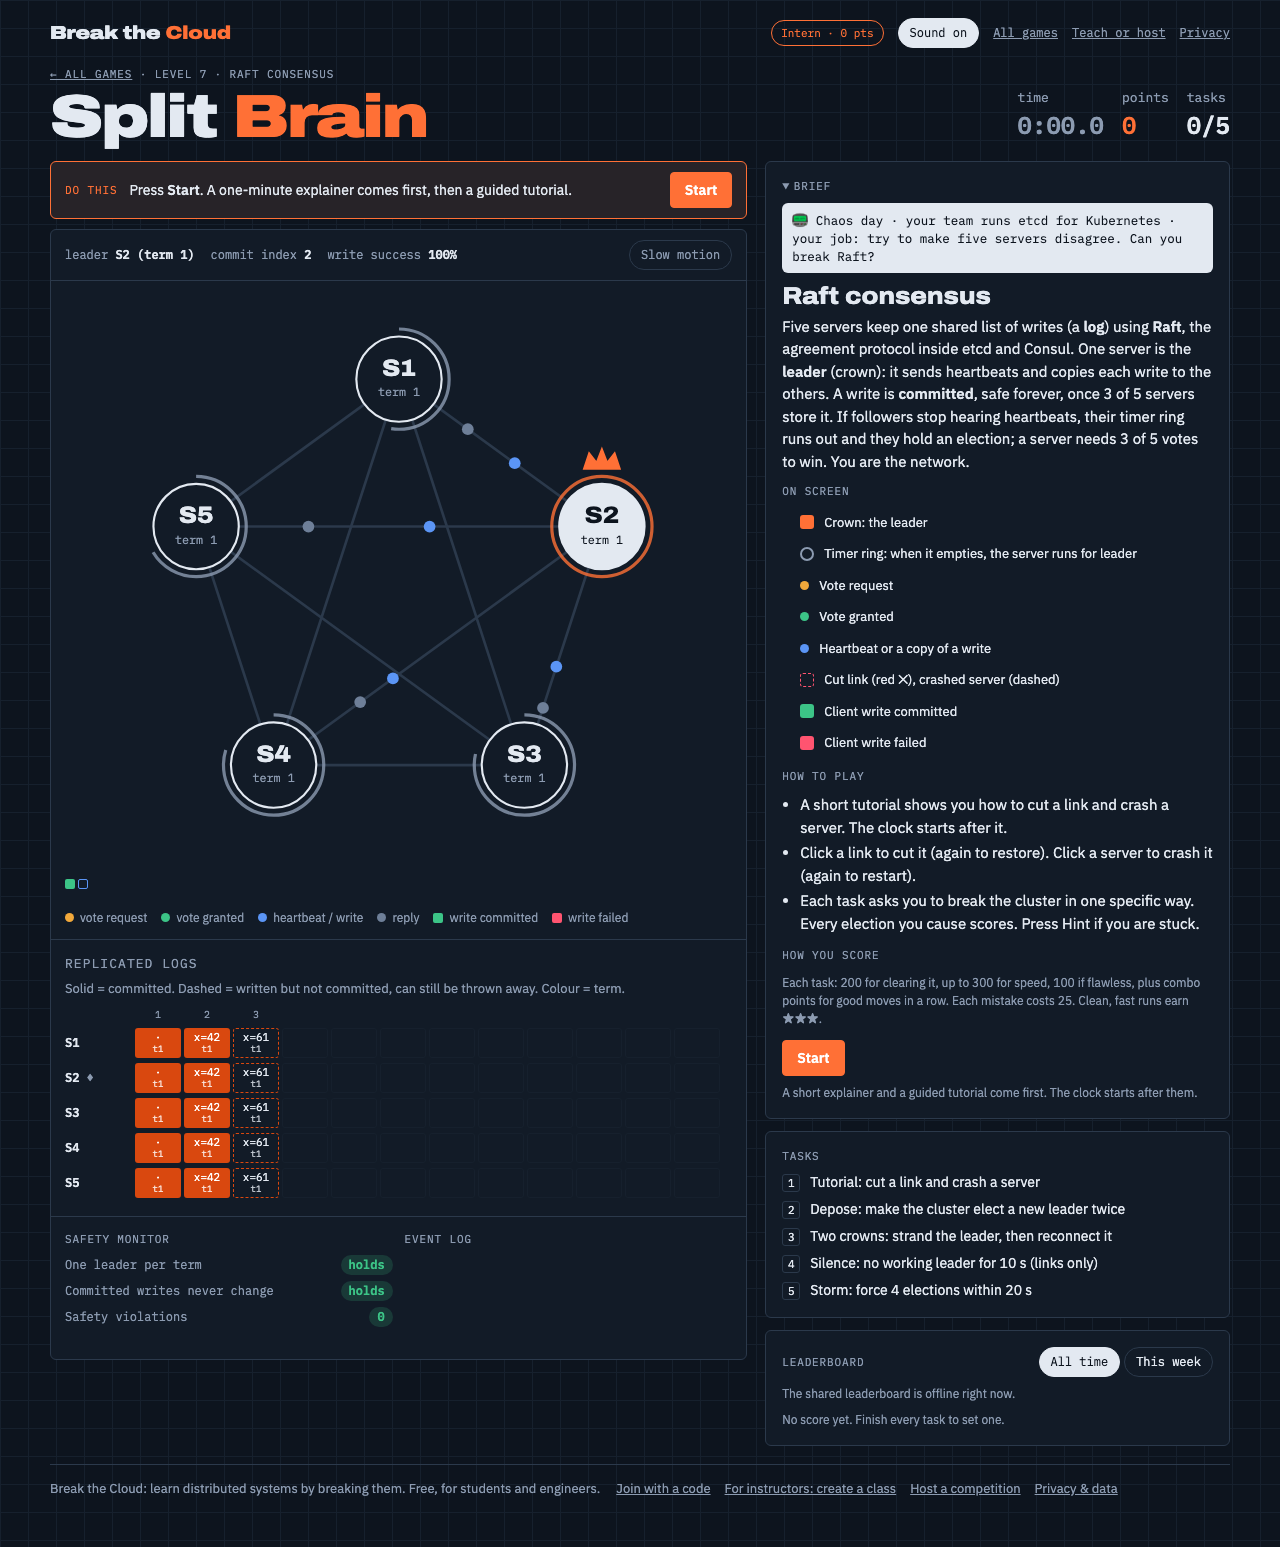 Break the Cloud
Intern · 0 pts
Sound on
All games
Teach or host
Privacy
← ALL GAMES · LEVEL 7 · RAFT CONSENSUS
Split Brain
time
0:00.0
points
0
tasks
0/5
DO THIS Press Start. A one-minute explainer comes first, then a guided tutorial.
Start
leader S2 (term 1) commit index 2 write success 100%
Slow motion
S1
term 1
S2
term 1
S5
term 1
S4
term 1
S3
term 1
vote request
vote granted
heartbeat / write
reply
write committed
write failed
REPLICATED LOGS
Solid = committed. Dashed = written but not committed, can still be thrown away. Colour = term.
1 2 3
S1 · t1 x=42 t1 x=61 t1
S2 ♦ · t1 x=42 t1 x=61 t1
S3 · t1 x=42 t1 x=61 t1
S4 · t1 x=42 t1 x=61 t1
S5 · t1 x=42 t1 x=61 t1
SAFETY MONITOR
One leader per term holds
Committed writes never change holds
Safety violations 0
EVENT LOG
▼ BRIEF
Chaos day · your team runs etcd for Kubernetes ·
your job: try to make five servers disagree. Can you
break Raft?
Raft consensus
Five servers keep one shared list of writes (a log) using Raft, the
agreement protocol inside etcd and Consul. One server is the
leader (crown): it sends heartbeats and copies each write to the
others. A write is committed, safe forever, once 3 of 5 servers
store it. If followers stop hearing heartbeats, their timer ring
runs out and they hold an election; a server needs 3 of 5 votes
to win. You are the network.
ON SCREEN
Crown: the leader
Timer ring: when it empties, the server runs for leader
Vote request
Vote granted
Heartbeat or a copy of a write
Cut link (red ✕), crashed server (dashed)
Client write committed
Client write failed
HOW TO PLAY
• A short tutorial shows you how to cut a link and crash a
server. The clock starts after it.
• Click a link to cut it (again to restore). Click a server to crash it
(again to restart).
• Each task asks you to break the cluster in one specific way.
Every election you cause scores. Press Hint if you are stuck.
HOW YOU SCORE
Each task: 200 for clearing it, up to 300 for speed, 100 if flawless, plus combo
points for good moves in a row. Each mistake costs 25. Clean, fast runs earn
★★★.
Start
A short explainer and a guided tutorial come first. The clock starts after them.
TASKS
1 Tutorial: cut a link and crash a server
2 Depose: make the cluster elect a new leader twice
3 Two crowns: strand the leader, then reconnect it
4 Silence: no working leader for 10 s (links only)
5 Storm: force 4 elections within 20 s
LEADERBOARD
All time
This week
The shared leaderboard is offline right now.
No score yet. Finish every task to set one.
Break the Cloud: learn distributed systems by breaking them. Free, for students and engineers. Join with a code For instructors: create a class Host a competition Privacy & data